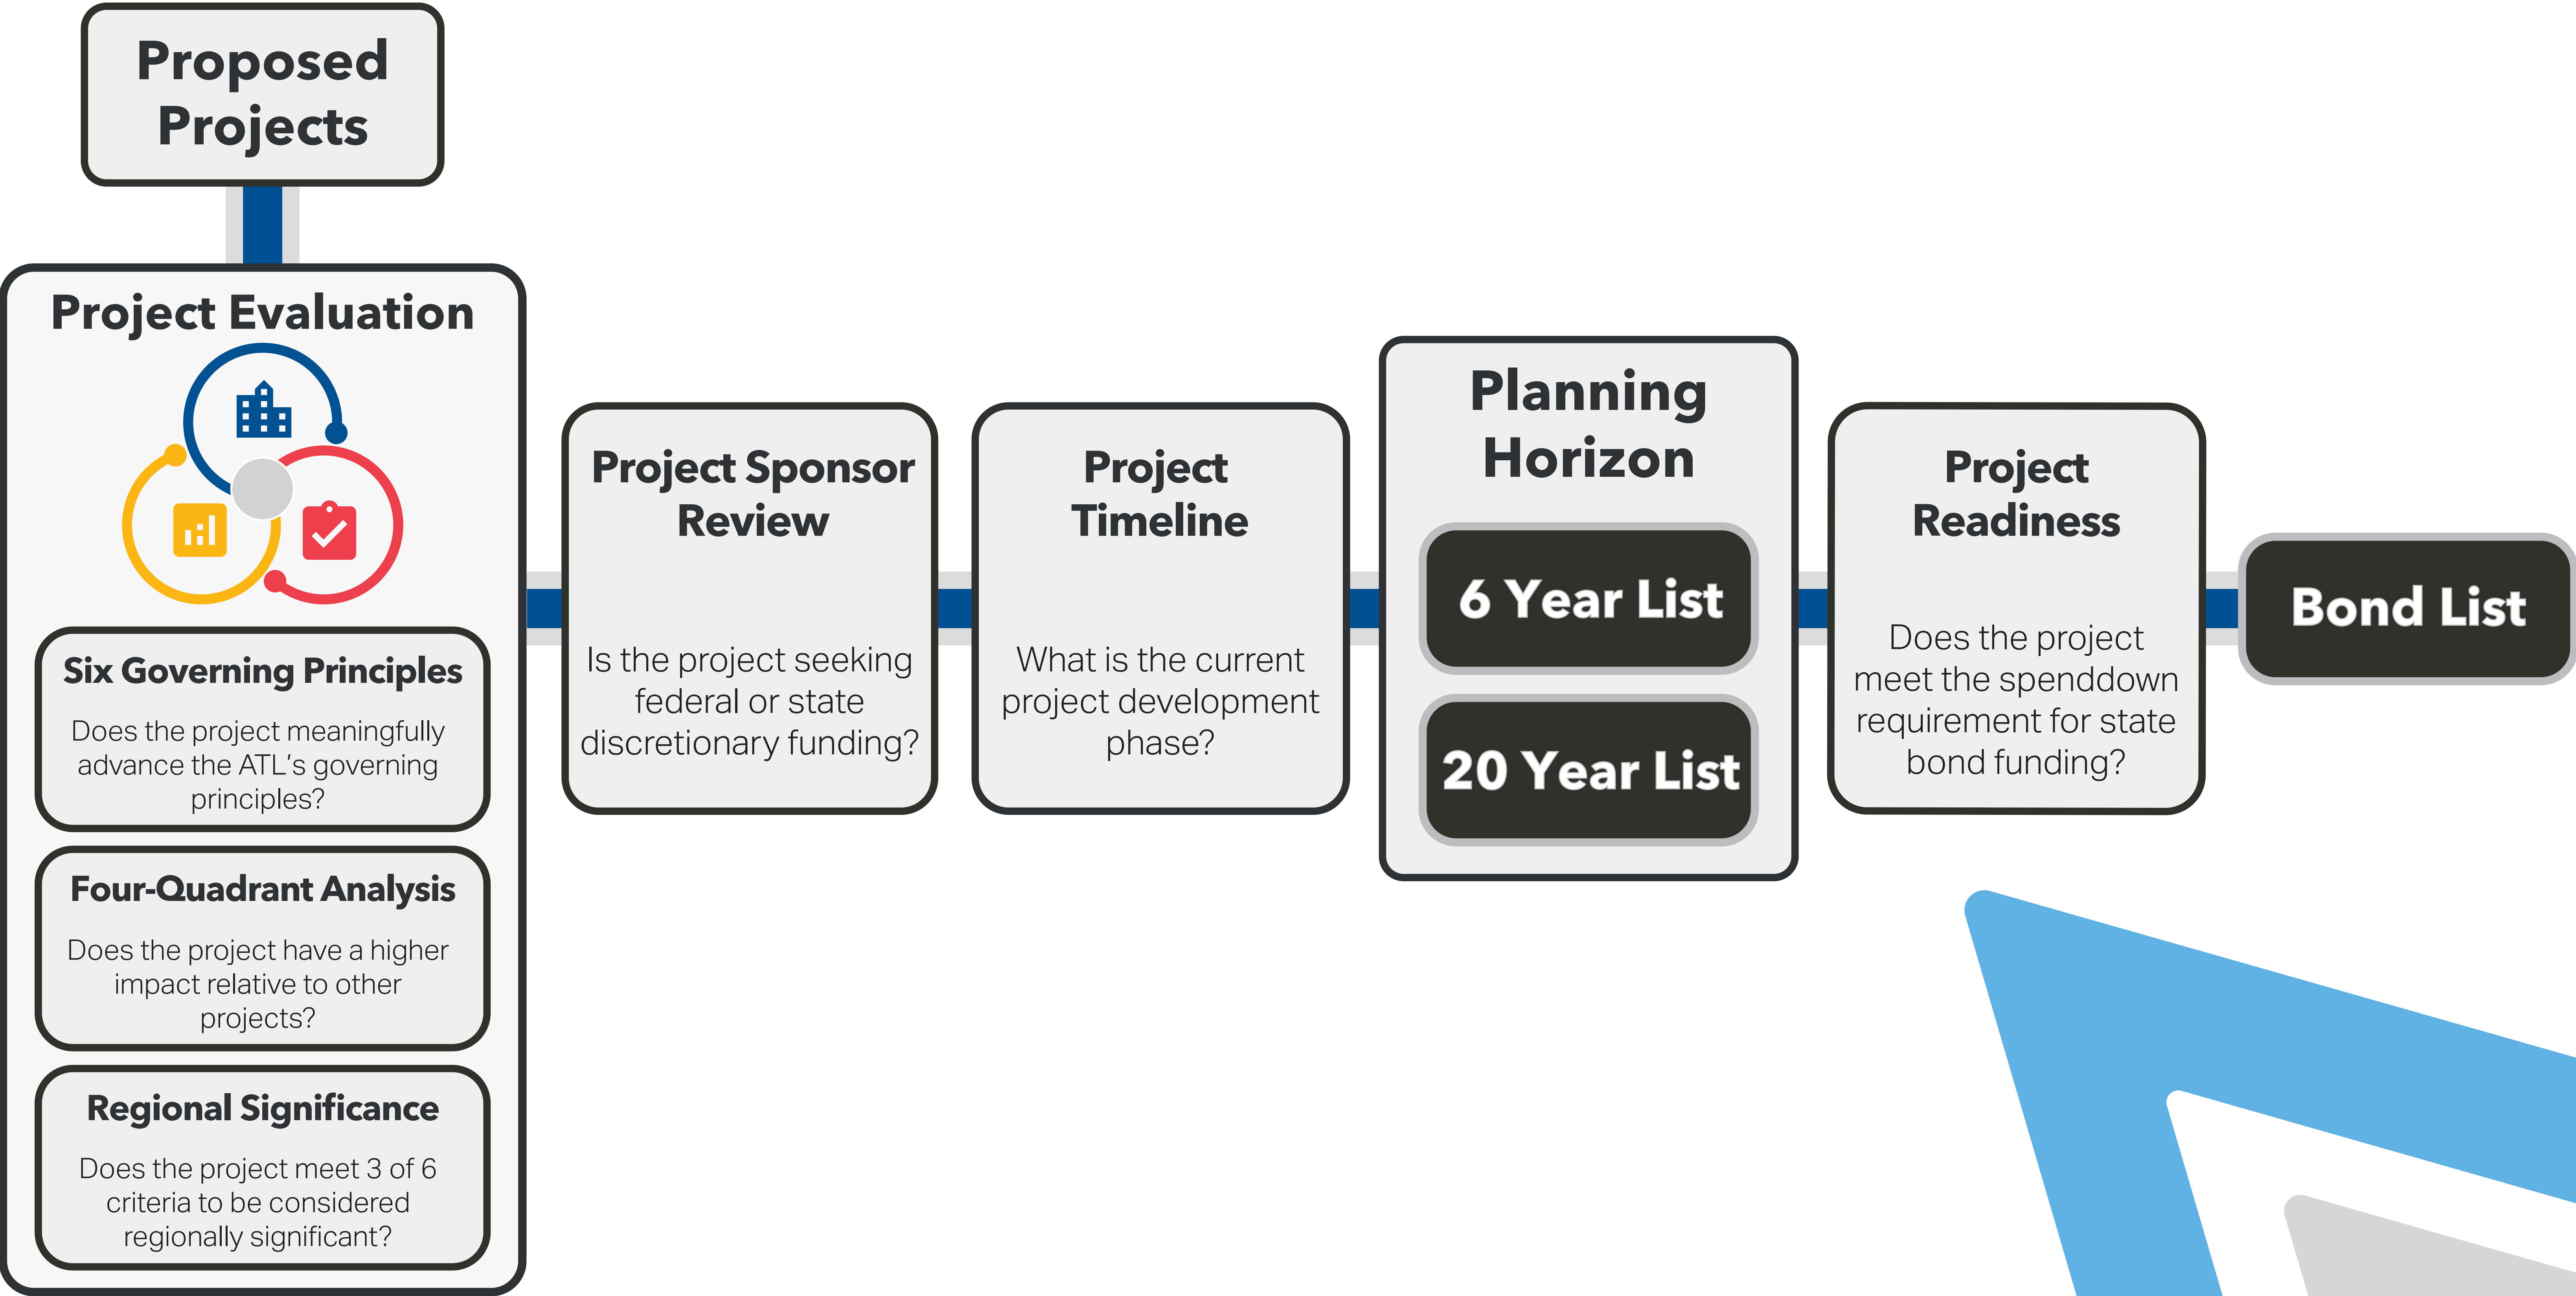 Proposed
Projects
Project Evaluation
Six Governing Principles
Does the project meaningfully
advance the ATL's governing
principles?
Four-Quadrant Analysis
Does the project have a higher
impact relative to other
projects?
Regional Significance
Does the project meet 3 of 6
criteria to be considered
regionally significant?
Project Sponsor
Review
Is the project seeking
federal or state
discretionary funding?
Project
Timeline
What is the current
project development
phase?
Planning
Horizon
6 Year List
20 Year List
Project
Readiness
Does the project
meet the spenddown
requirement for state
bond funding?
Bond List